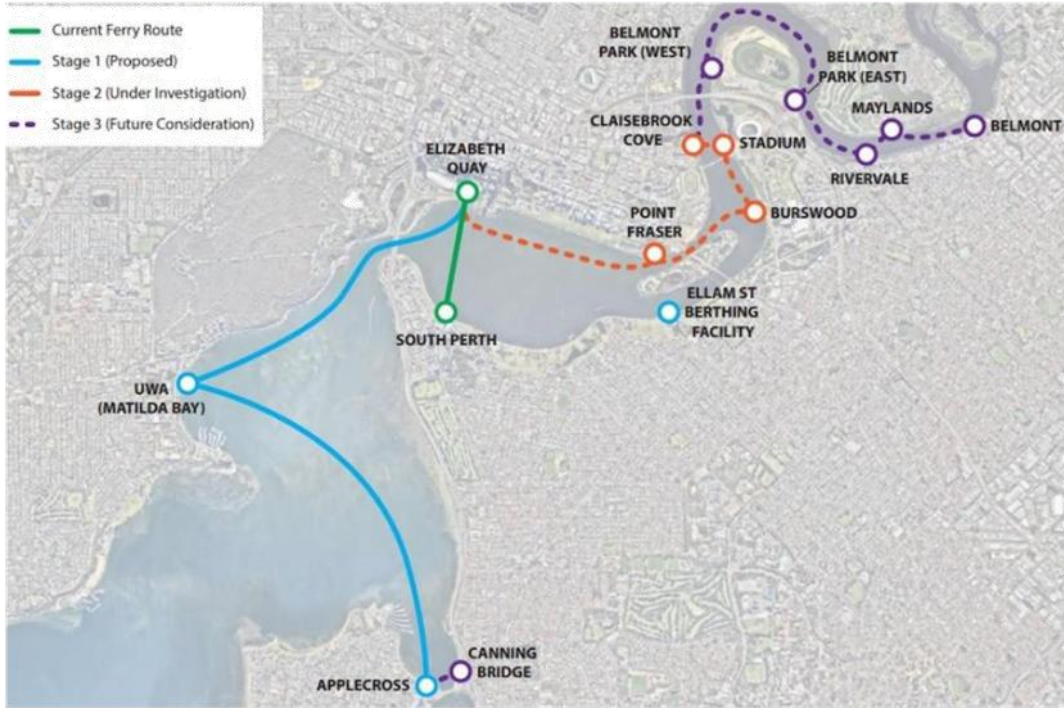 Current Ferry Route
Stage 1 (Proposed)
Stage 2 (Under Investigation)
Stage 3 (Future Consideration)
BELMONT
PARK (WEST)
BELMONT
PARK (EAST)
MAYLANDS
BELMONT
CLAISEBROOK
COVE
STADIUM
RIVERVALE
ELIZABETH
QUAY
POINT
FRASER
BURSWOOD
ELLAM ST
BERTHING
FACILITY
SOUTH PERTH
UWA
(MATILDA BAY)
CANNING
BRIDGE
APPLECROSS